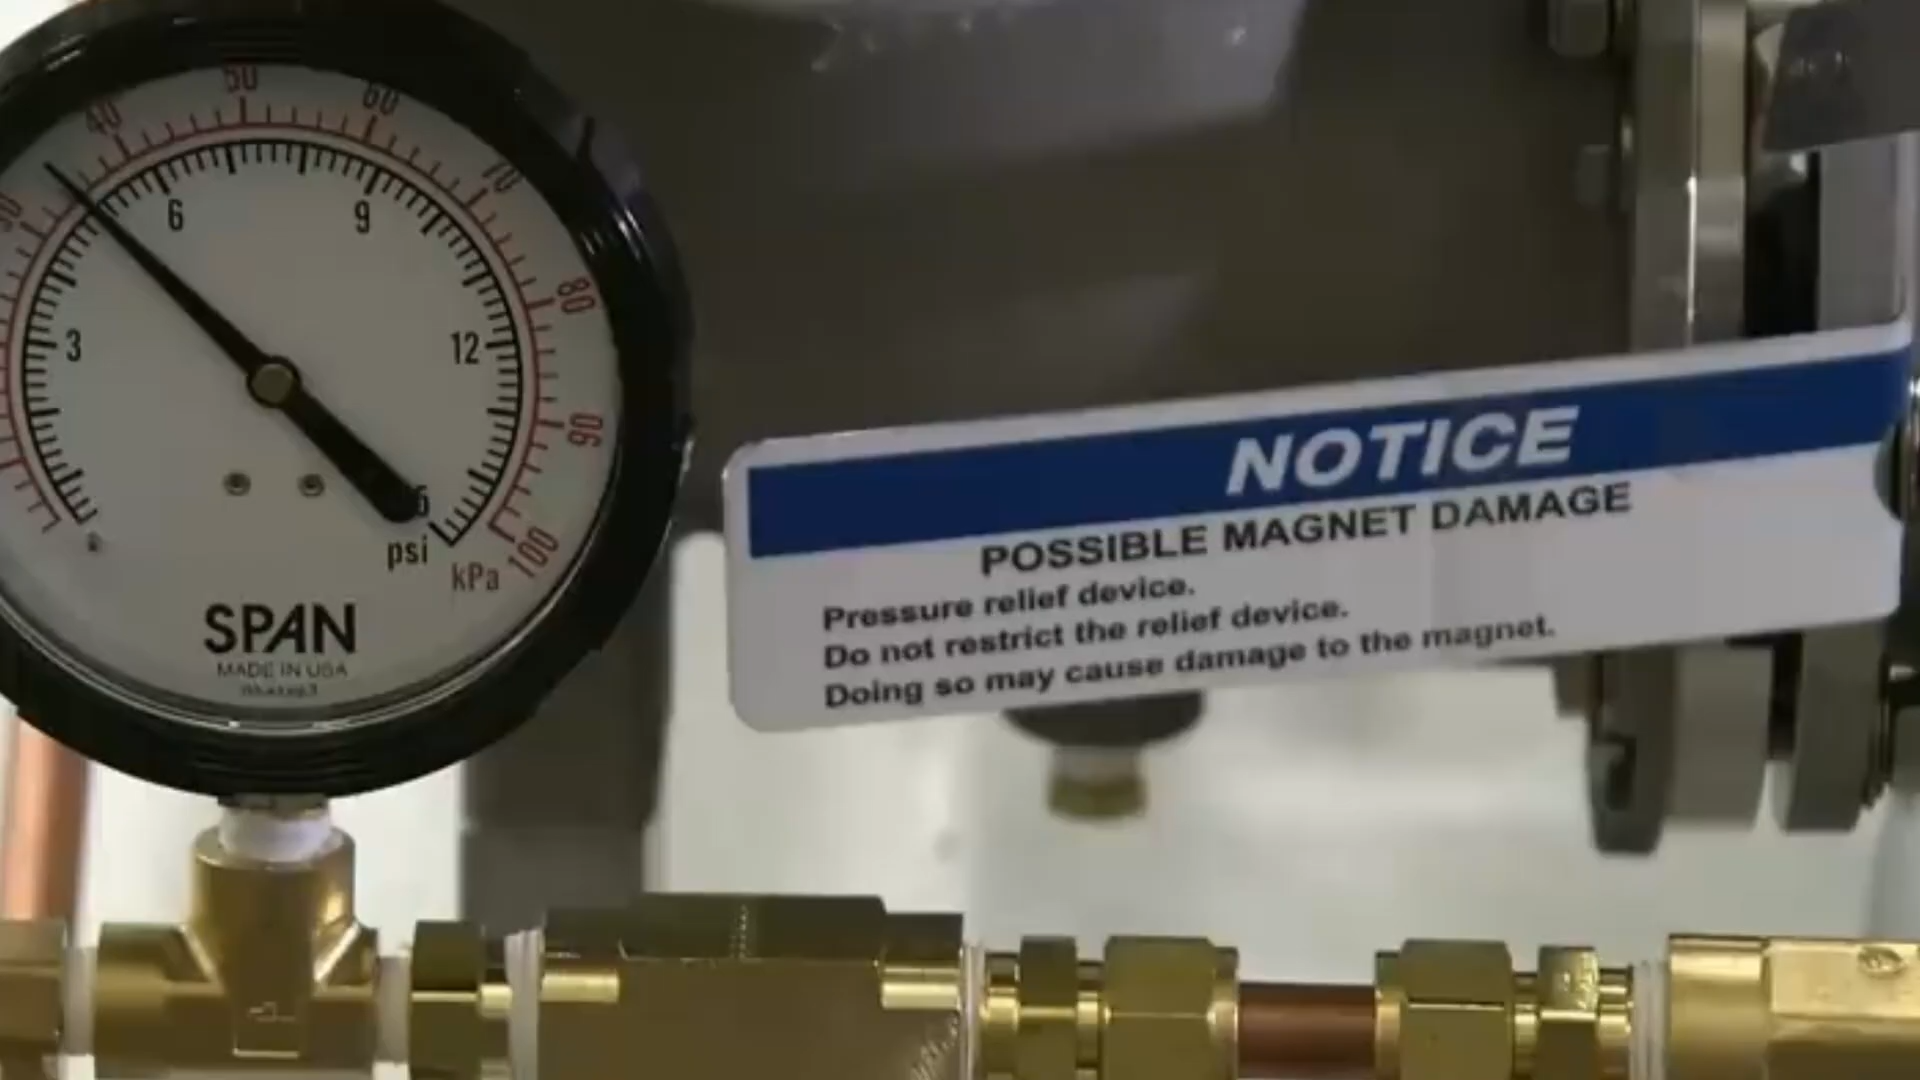 30
40
50
60
70
80
90
100
3
6
9
12
psi
kPa
SPAN
MADE IN USA
NOTICE
POSSIBLE MAGNET DAMAGE
Pressure relief device.
Do not restrict the relief device.
Doing so may cause damage to the magnet.